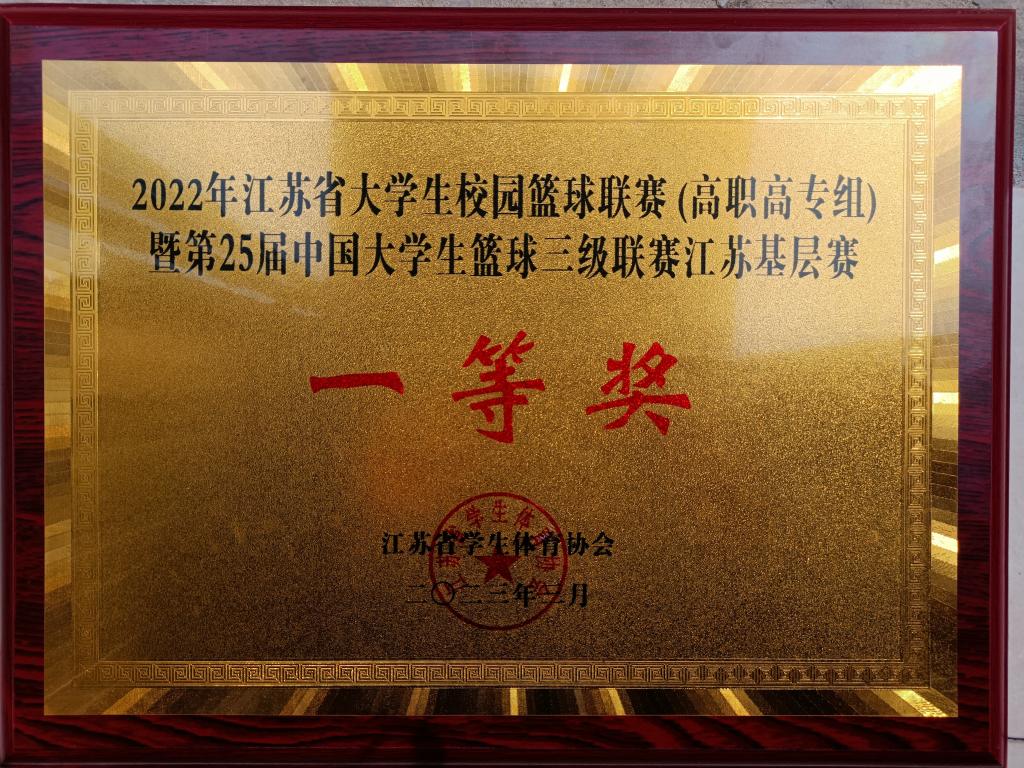 2022年江苏省大学生校园篮球联赛(高职高专组)
暨第25届中国大学生篮球三级联赛江苏基层赛
一等奖
江苏省学生体育协会
二〇二三年三月